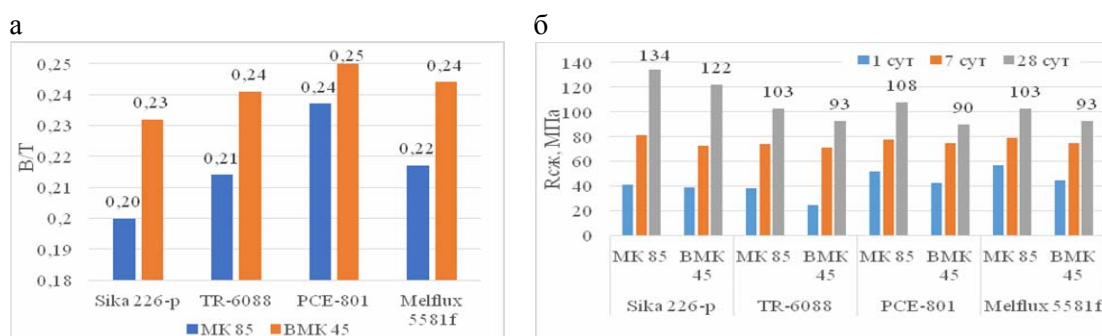 а
0,25
0,24
0,23
0,22
0,21
0,2
0,19
0,18
В/Т
0,20
0,23
0,21
0,24
0,24
0,25
0,22
0,24
Sika 226-p
TR-6088
PCE-801
Melflux
5581f
МК 85
ВМК 45
б
1 сут
7 сут
28 сут
140
120
100
80
60
40
20
0
Rсж, МПа
134
122
103
93
108
90
103
93
МК 85
ВМК
45
МК 85
ВМК
45
МК 85
ВМК
45
МК 85
ВМК
45
Sika 226-p
TR-6088
PCE-801
Melflux 5581f